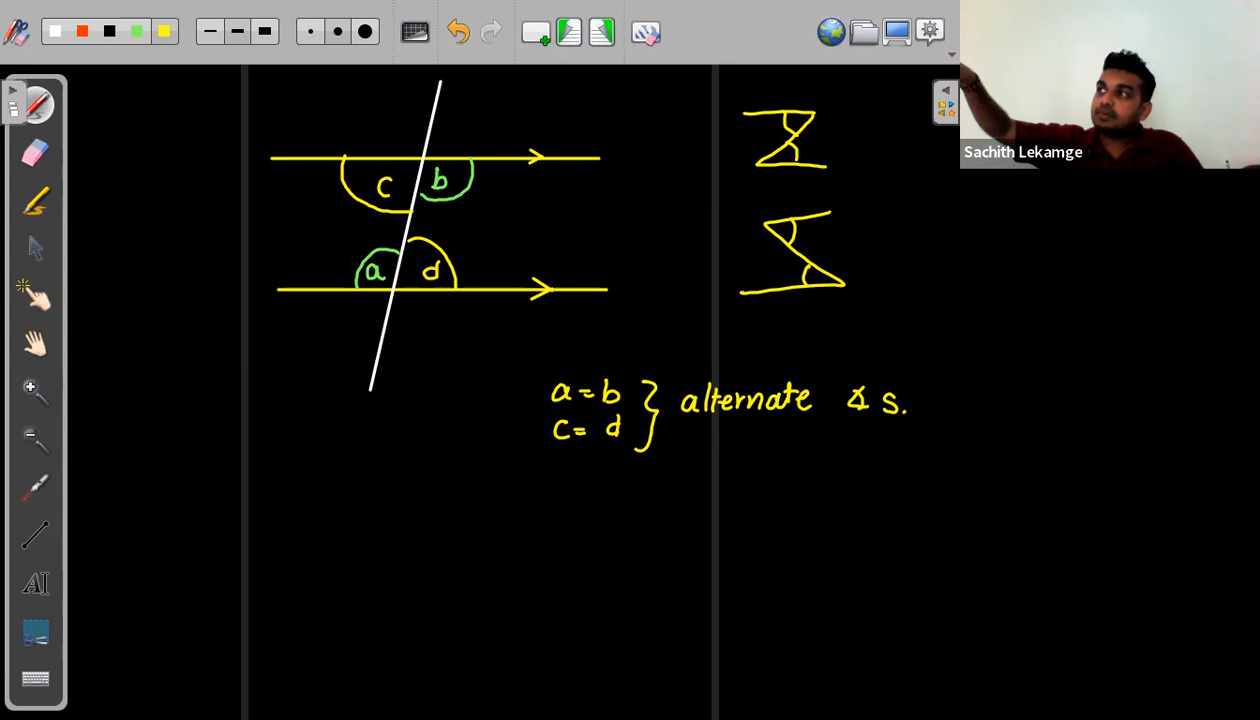 Sachith Lekamge
c b
a d
a = b } alternate ∡ s.
c = d